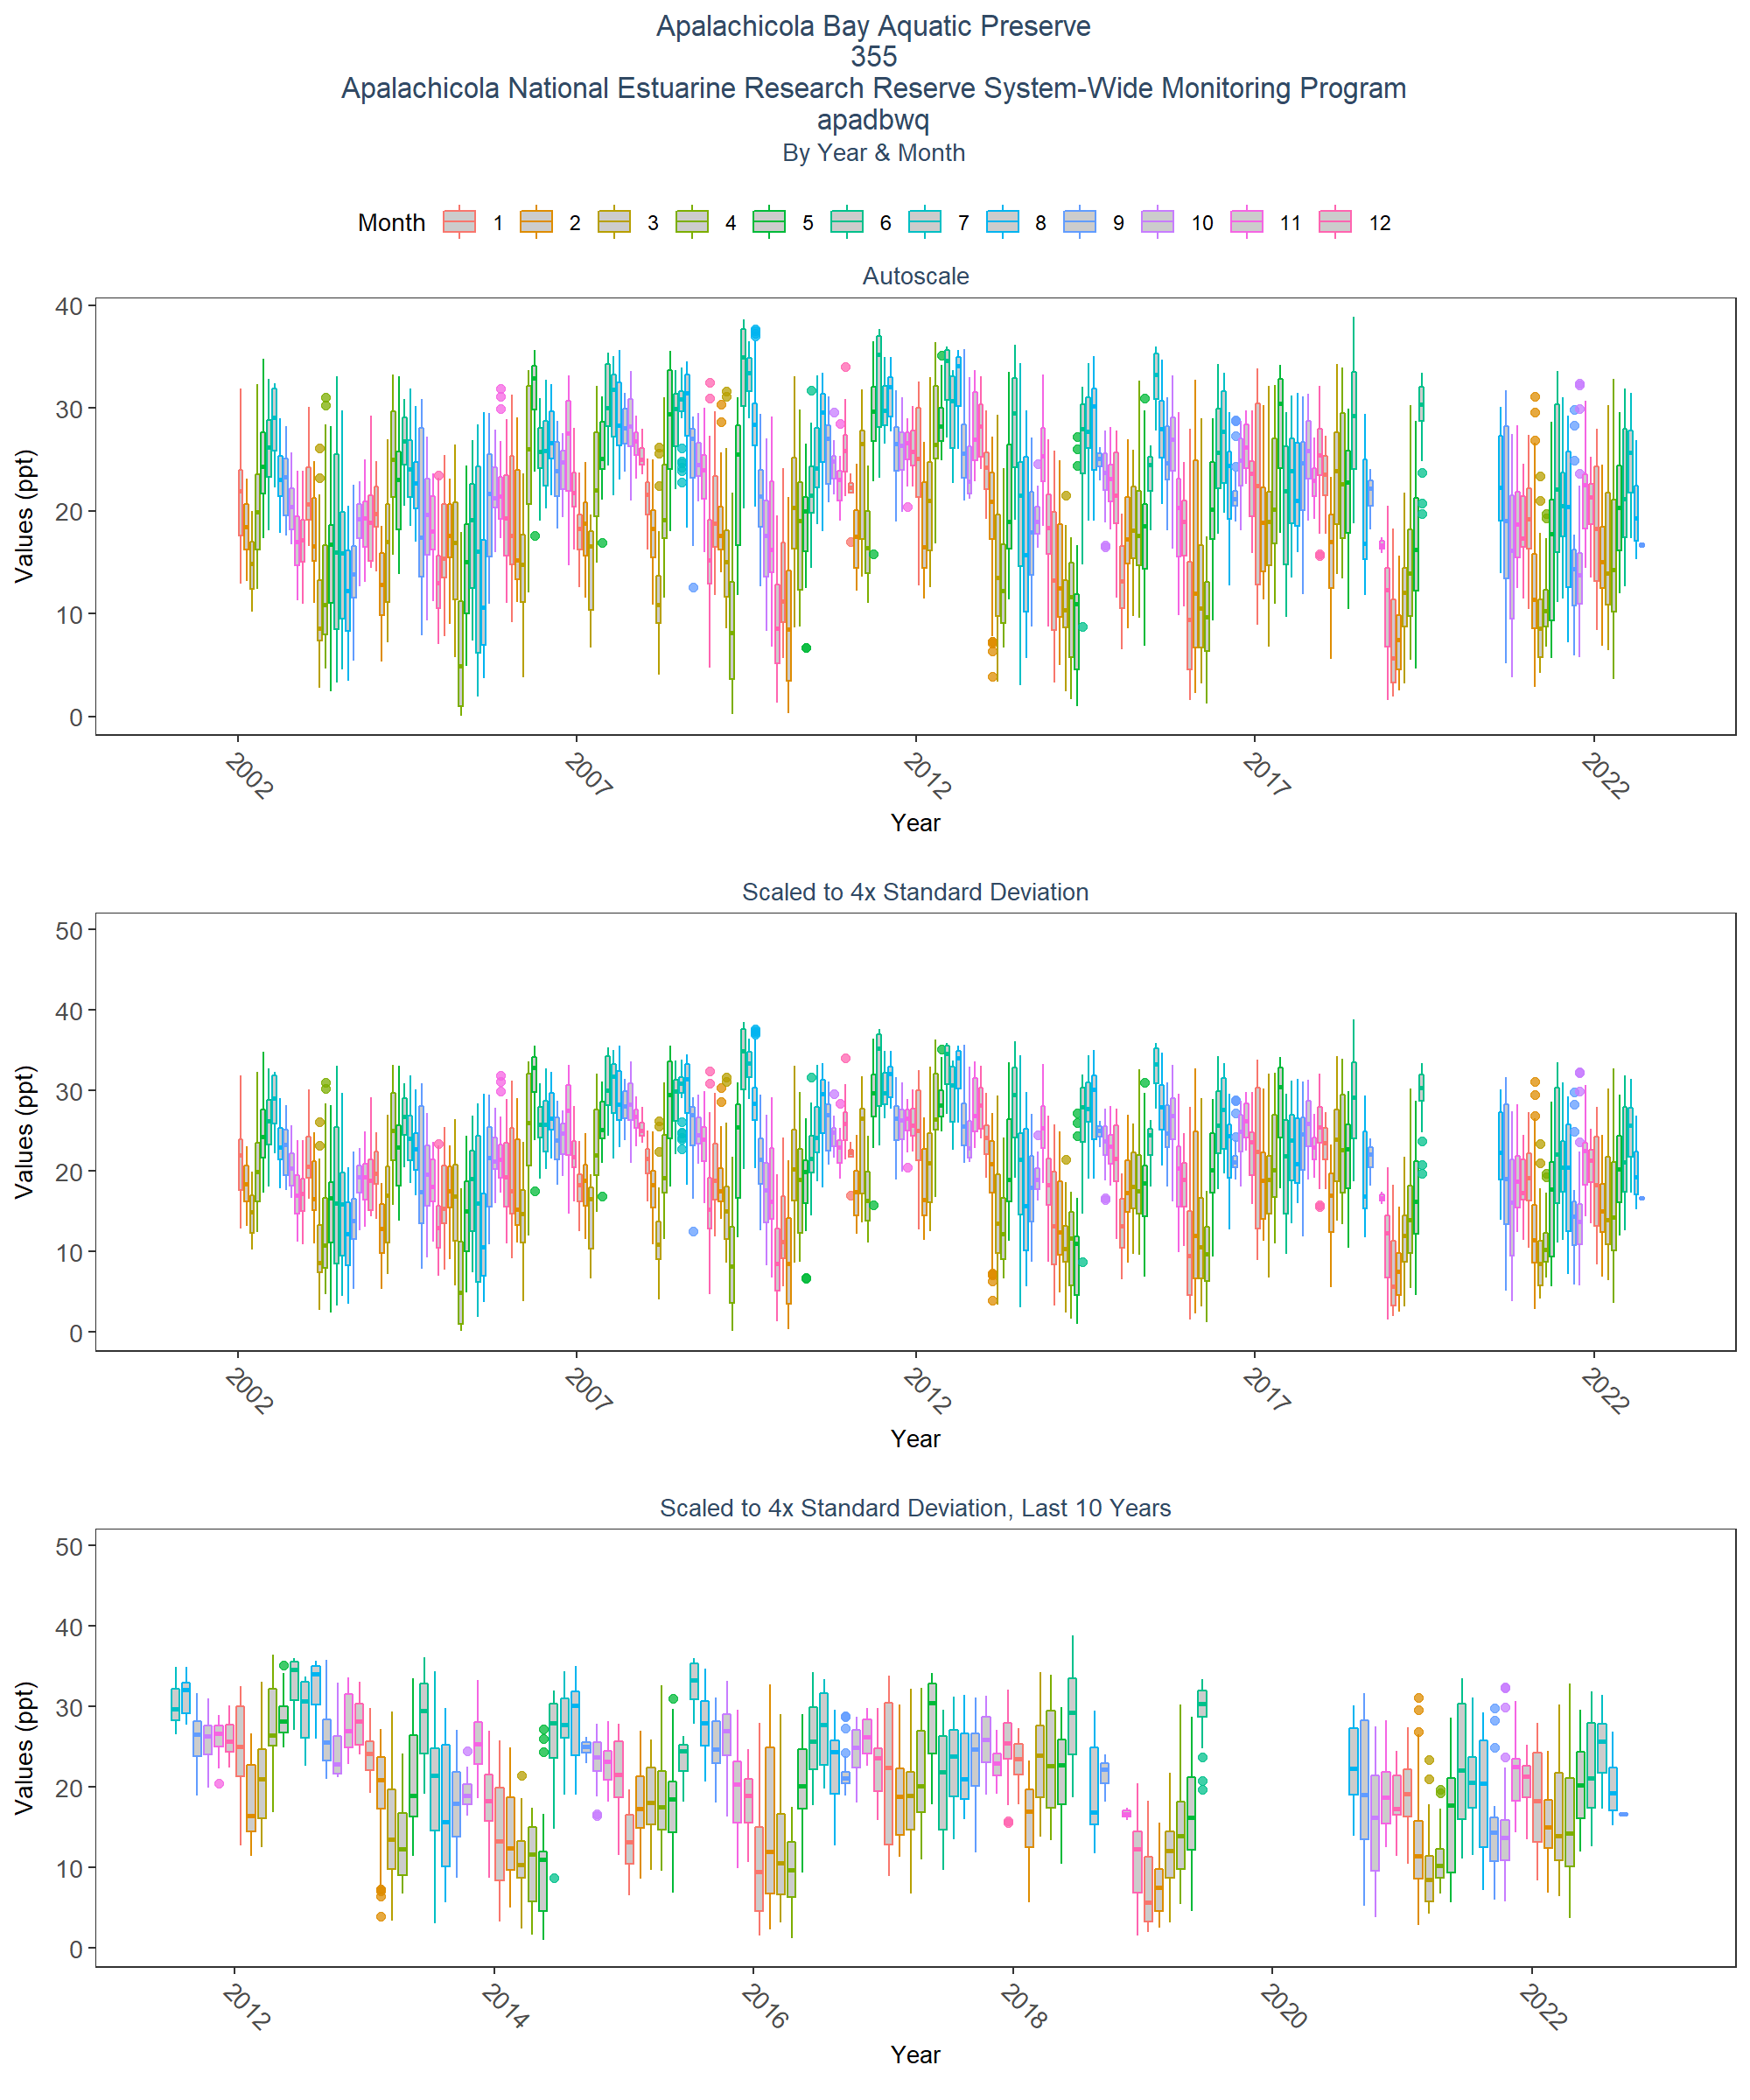 Apalachicola Bay Aquatic Preserve
355
Apalachicola National Estuarine Research Reserve System-Wide Monitoring Program
apadbwq
By Year & Month
Month 1 2 3 4 5 6 7 8 9 10 11 12
Autoscale
Values (ppt)
40
30
20
10
0
2002 2007 2012 2017 2022
Year
Scaled to 4x Standard Deviation
Values (ppt)
50
40
30
20
10
0
2002 2007 2012 2017 2022
Year
Scaled to 4x Standard Deviation, Last 10 Years
Values (ppt)
50
40
30
20
10
0
2012 2014 2016 2018 2020 2022
Year